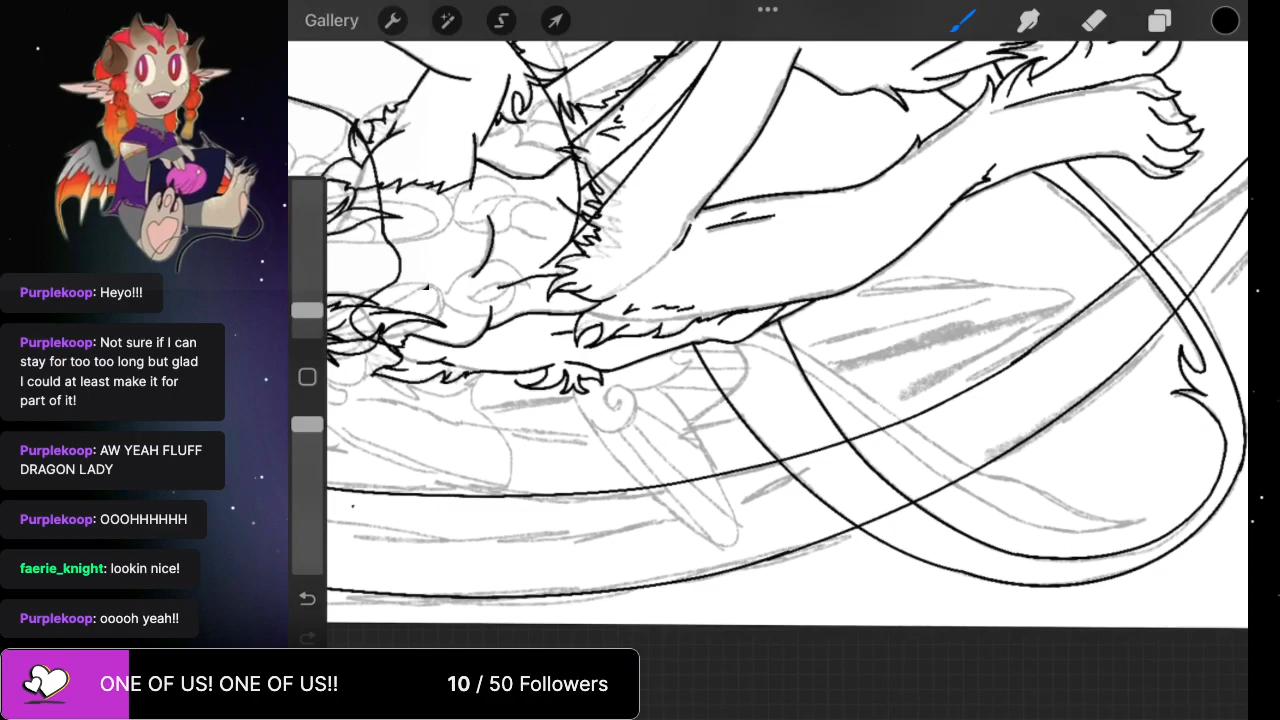 Gallery
Purplekoop: Heyo!!!
Purplekoop: Not sure if I can
stay for too too long but glad
I could at least make it for
part of it!
Purplekoop: AW YEAH FLUFF
DRAGON LADY
Purplekoop: OOOHHHHHH
faerie_knight: lookin nice!
Purplekoop: ooooh yeah!!
ONE OF US! ONE OF US!! 10 / 50 Followers